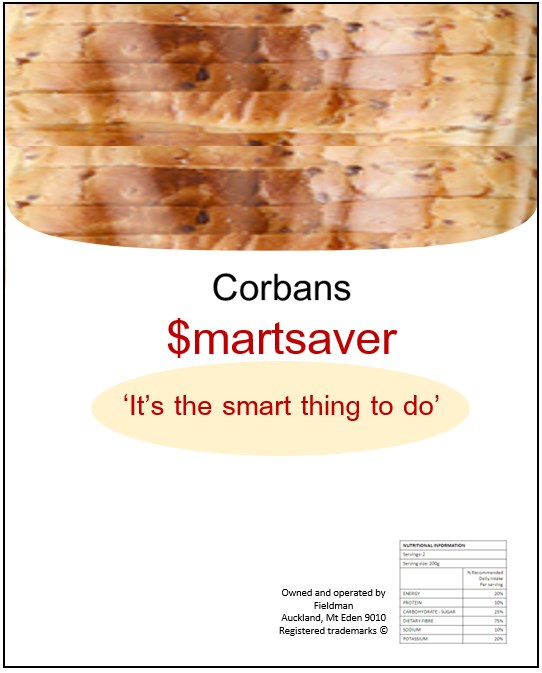 Corbans
$martsaver
‘It’s the smart thing to do’
Owned and operated by
Fieldman
Auckland, Mt Eden 9010
Registered trademarks ©
NUTRITIONAL INFORMATION
Servings: 2
Serving size: 200g
% Recommended
Daily Intake
Per serving
ENERGY 20%
PROTEIN 10%
CARBOHYDRATE - SUGAR 25%
DIETARY FIBRE 75%
SODIUM 10%
POTASSIUM 20%